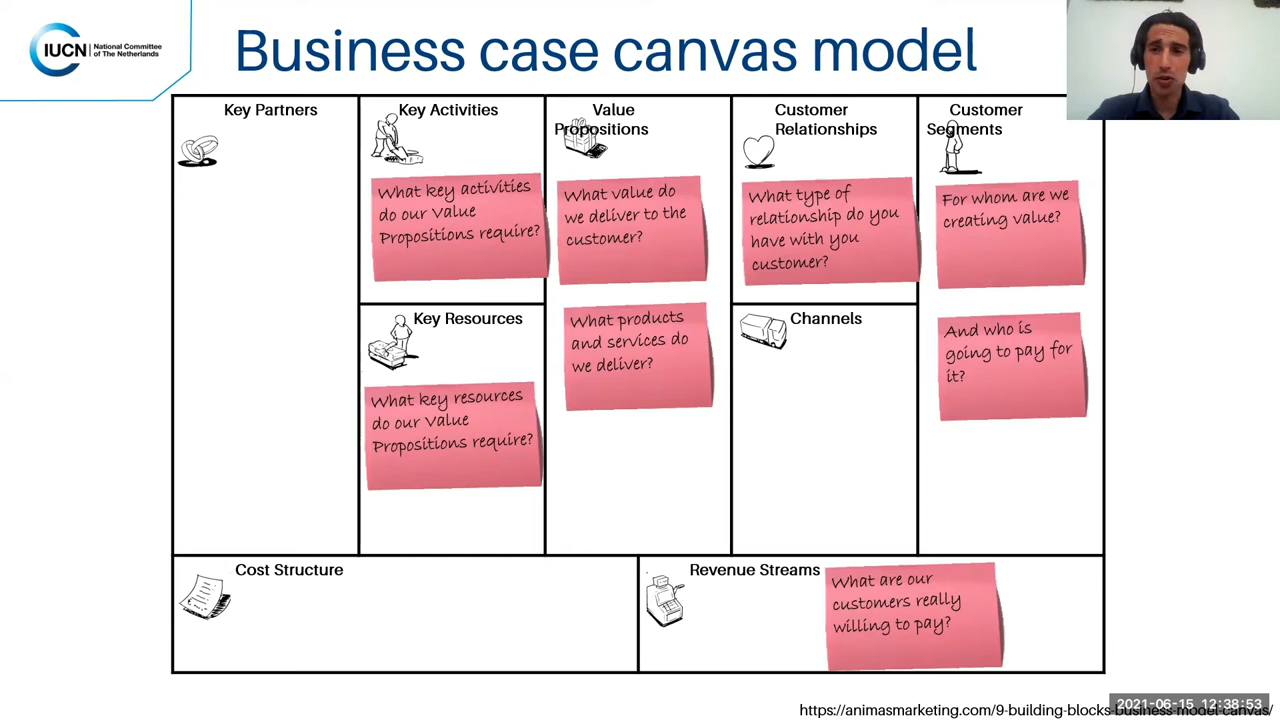 IUCN
National Committee
of The Netherlands
Business case canvas model
Key Partners
Key Activities
What key activities
do our Value
Propositions require?
Key Resources
What key resources
do our Value
Propositions require?
Value
Propositions
What value do
we deliver to the
customer?
What products
and services do
we deliver?
Customer
Relationships
What type of
relationship do you
have with you
customer?
Channels
Customer
Segments
For whom are we
creating value?
And who is
going to pay for
it?
Cost Structure
Revenue Streams
What are our
customers really
willing to pay?
2021-06-15 12:38:53
https://animasmarketing.com/9-building-blocks-business-model-canvas/